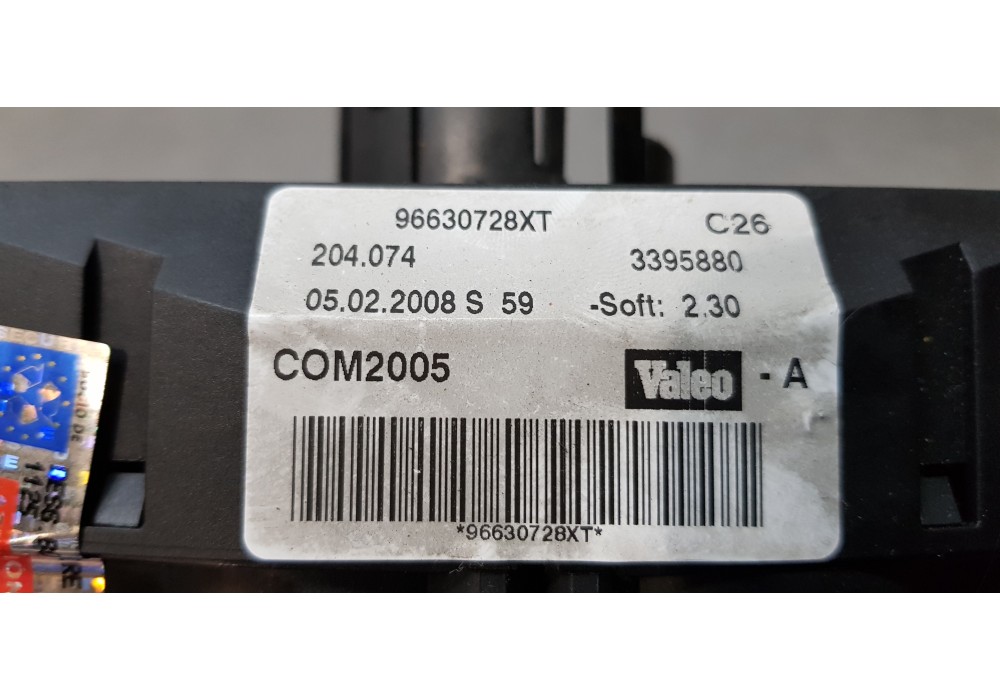 96630728XT C26
204.074 3395880
05.02.2008 S 59 -Soft: 2.30
COM2005 Valeo - A
*96630728XT*